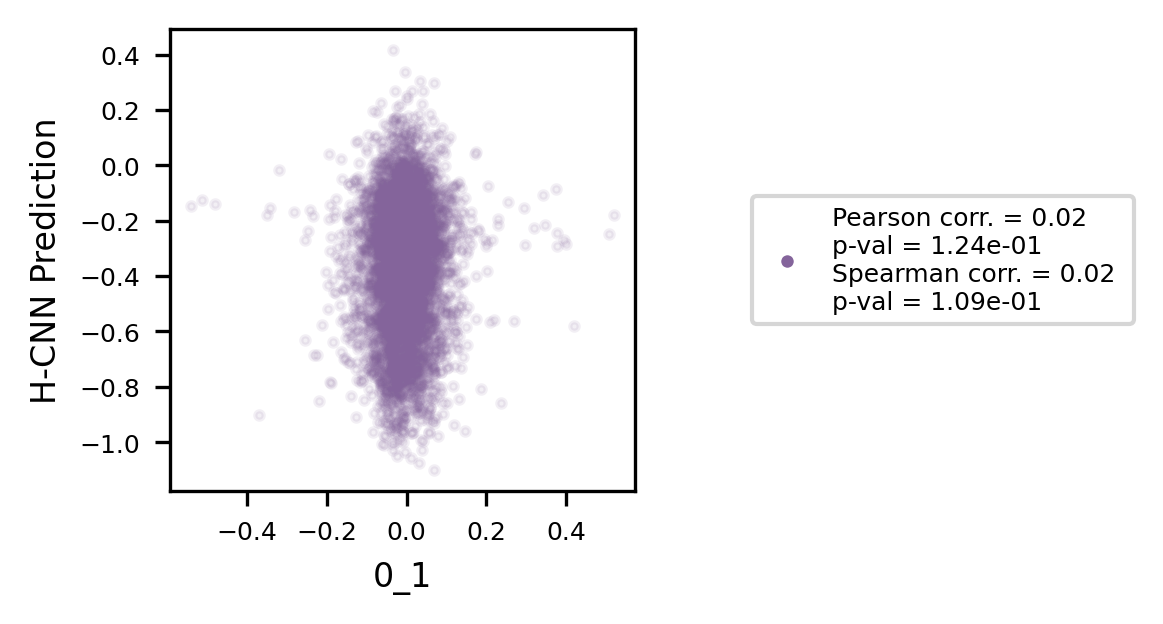 H-CNN Prediction
0.4
0.2
0.0
−0.2
−0.4
−0.6
−0.8
−1.0
−0.4 −0.2 0.0 0.2 0.4
0_1
Pearson corr. = 0.02
p-val = 1.24e-01
Spearman corr. = 0.02
p-val = 1.09e-01